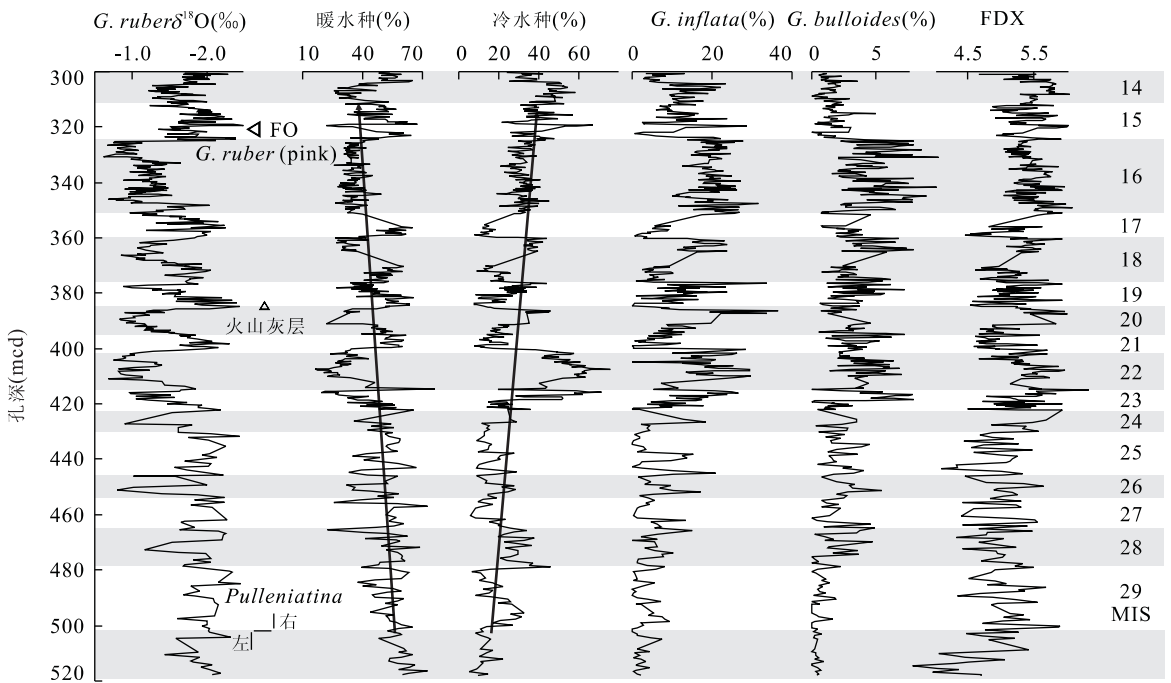 G. ruberδ¹⁸O(‰) 暖水种(%) 冷水种(%) G. inflata(%) G. bulloides(%) FDX
-1.0 -2.0 10 40 70 0 20 40 60 0 20 40 0 5 4.5 5.5
300
14
320
FO
15
G. ruber (pink)
340
16
360
17
18
380
19
火山灰层
20
400
21
22
420
23
24
440
25
26
460
27
28
480
29
Pulleniatina
MIS
右
500
左
520
孔深(mcd)